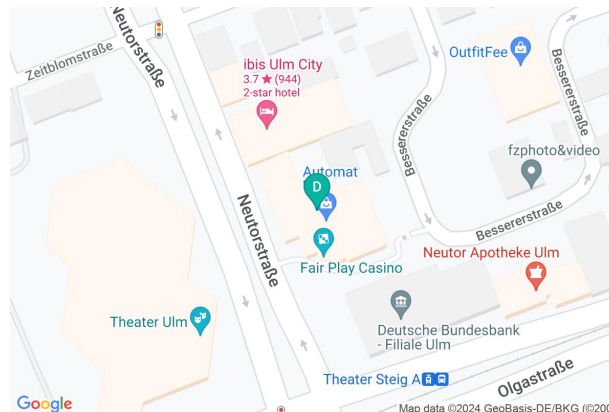 Zeitblomstraße
Neutorstraße
ibis Ulm City
3.7 ★ (944)
2-star hotel
OutfitFee
Bessererstraße
Bessererstraße
fzphoto&video
Automat
D
Neutorstraße
Bessererstraße
Fair Play Casino
Neutor Apotheke Ulm
Theater Ulm
Deutsche Bundesbank
- Filiale Ulm
Theater Steig A
Olgastraße
Google
Map data ©2024 GeoBasis-DE/BKG (©200